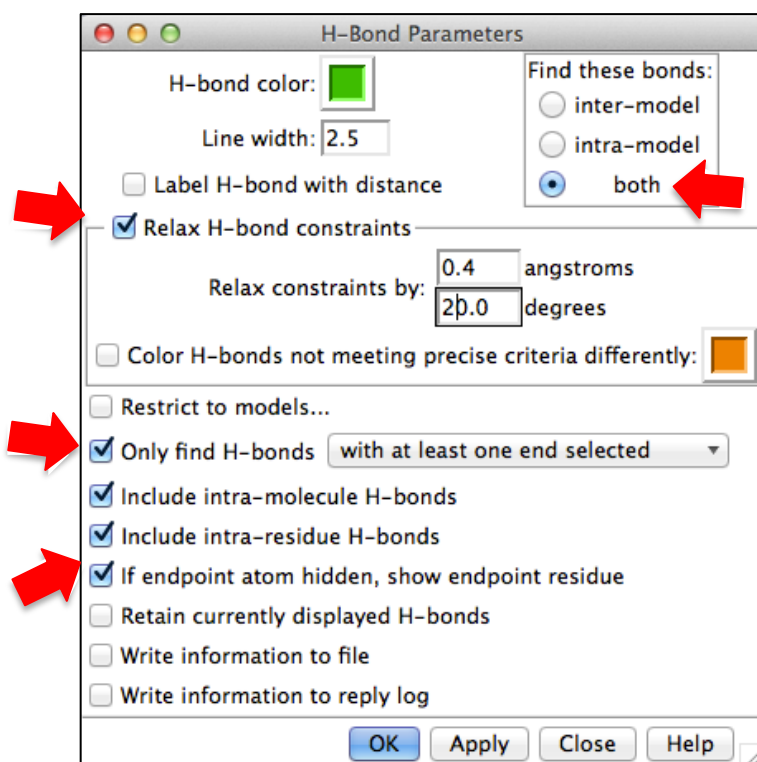 H-Bond Parameters
H-bond color:
Find these bonds:
inter-model
Line width: 2.5
intra-model
Label H-bond with distance
both
Relax H-bond constraints
Relax constraints by:
0.4 angstroms
20.0 degrees
Color H-bonds not meeting precise criteria differently:
Restrict to models...
Only find H-bonds with at least one end selected
Include intra-molecule H-bonds
Include intra-residue H-bonds
If endpoint atom hidden, show endpoint residue
Retain currently displayed H-bonds
Write information to file
Write information to reply log
OK Apply Close Help